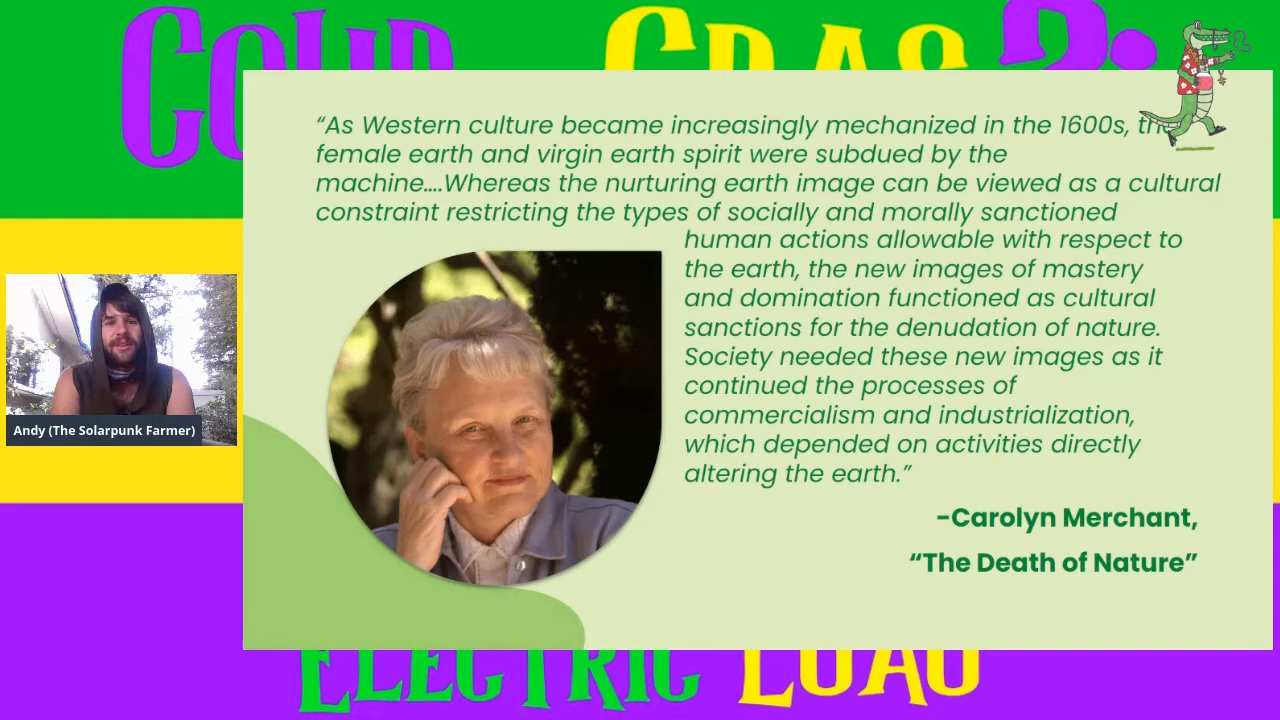 “As Western culture became increasingly mechanized in the 1600s,
female earth and virgin earth spirit were subdued by the
machine….Whereas the nurturing earth image can be viewed as a cultural
constraint restricting the types of socially and morally sanctioned
human actions allowable with respect to
the earth, the new images of mastery
and domination functioned as cultural
sanctions for the denudation of nature.
Society needed these new images as it
continued the processes of
commercialism and industrialization,
which depended on activities directly
altering the earth.”
Andy (The Solarpunk Farmer)
-Carolyn Merchant,
“The Death of Nature”
ELECTRIC LUAU